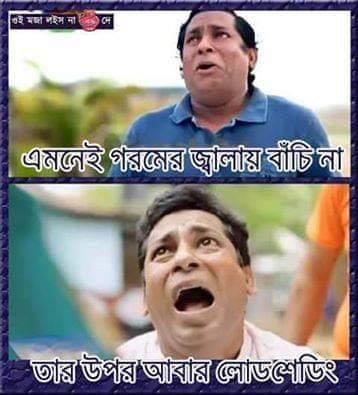 ওই মজা লইস না দে
এমনেই গরমের জ্বালায় বাঁচি না
তার উপর আবার লোডশেডিং